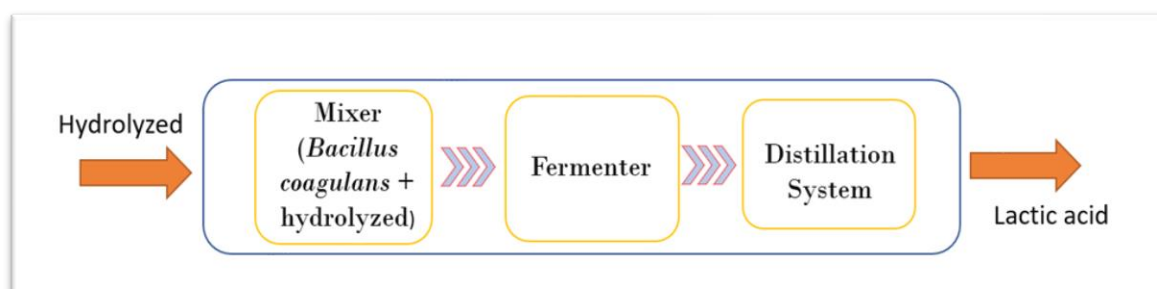 Hydrolyzed
Mixer
(Bacillus
coagulans +
hydrolyzed)
Fermenter
Distillation
System
Lactic acid